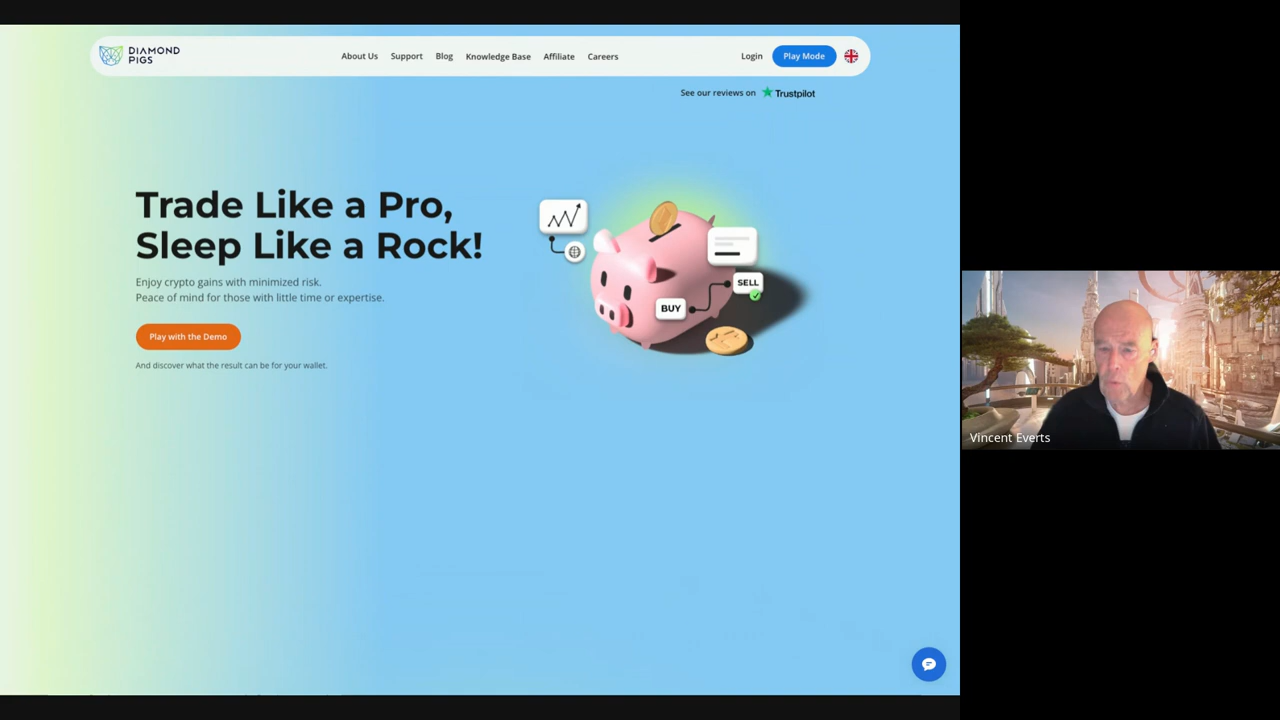 DIAMOND
PIGS
About Us
Support
Blog
Knowledge Base
Affiliate
Careers
Login
Play Mode
See our reviews on Trustpilot
Trade Like a Pro,
Sleep Like a Rock!
Enjoy crypto gains with minimized risk.
Peace of mind for those with little time or expertise.
Play with the Demo
And discover what the result can be for your wallet.
SELL
BUY
Vincent Everts